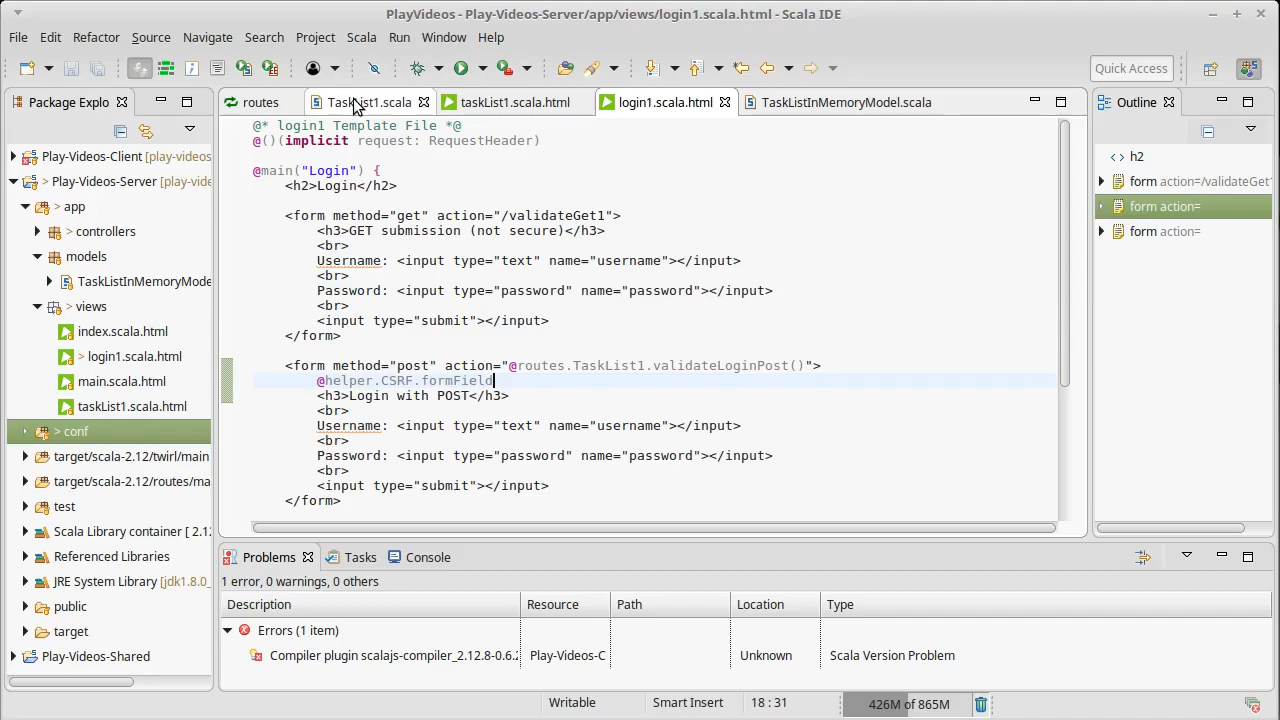 PlayVideos - Play-Videos-Server/app/views/login1.scala.html - Scala IDE
File Edit Refactor Source Navigate Search Project Scala Run Window Help
Quick Access
Package Explo
routes
TaskList1.scala
taskList1.scala.html
login1.scala.html
TaskListInMemoryModel.scala
Outline
Play-Videos-Client [play-videos
> Play-Videos-Server [play-vide
> app
> controllers
models
TaskListInMemoryMode
> views
index.scala.html
> login1.scala.html
main.scala.html
taskList1.scala.html
> conf
target/scala-2.12/twirl/main
target/scala-2.12/routes/ma
test
Scala Library container [ 2.12
Referenced Libraries
JRE System Library [jdk1.8.0_
public
target
Play-Videos-Shared
@* login1 Template File *@
@()(implicit request: RequestHeader)
@main("Login") {
<h2>Login</h2>
<form method="get" action="/validateGet1">
<h3>GET submission (not secure)</h3>
<br>
Username: <input type="text" name="username"></input>
<br>
Password: <input type="password" name="password"></input>
<br>
<input type="submit"></input>
</form>
<form method="post" action="@routes.TaskList1.validateLoginPost()">
@helper.CSRF.formField
<h3>Login with POST</h3>
<br>
Username: <input type="text" name="username"></input>
<br>
Password: <input type="password" name="password"></input>
<br>
<input type="submit"></input>
</form>
h2
form action=/validateGet1
form action=
form action=
Problems
Tasks
Console
1 error, 0 warnings, 0 others
Description Resource Path Location Type
Errors (1 item)
Compiler plugin scalajs-compiler_2.12.8-0.6.2 Play-Videos-C Unknown Scala Version Problem
Writable Smart Insert 18 : 31 426M of 865M